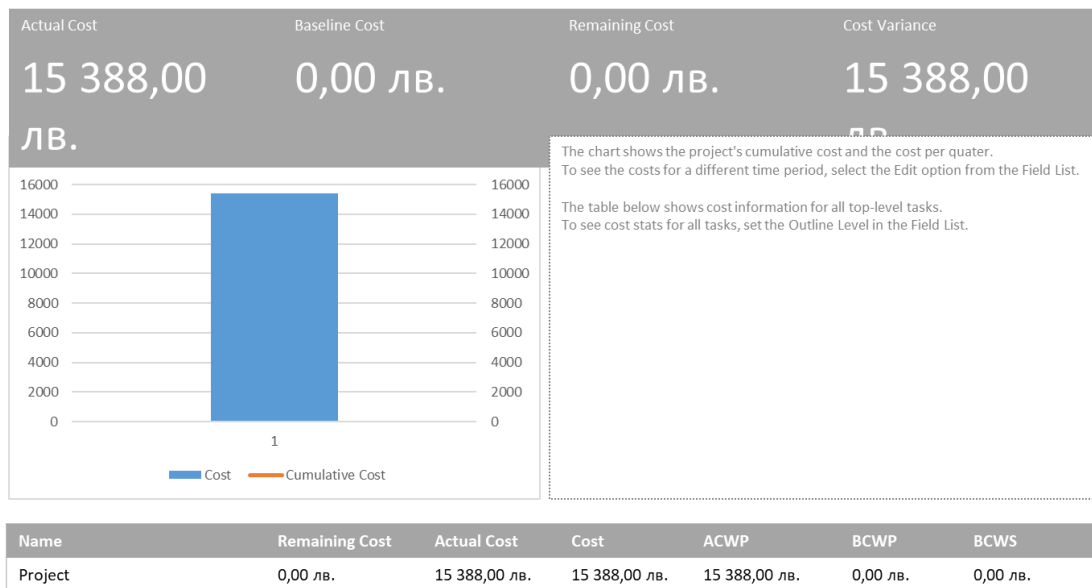 Actual Cost
Baseline Cost
Remaining Cost
Cost Variance
15 388,00
лв.
0,00 лв.
0,00 лв.
15 388,00
The chart shows the project's cumulative cost and the cost per quater.
To see the costs for a different time period, select the Edit option from the Field List.
The table below shows cost information for all top-level tasks.
To see cost stats for all tasks, set the Outline Level in the Field List.
16000 16000
14000 14000
12000 12000
10000 10000
8000 8000
6000 6000
4000 4000
2000 2000
0 0
1
Cost Cumulative Cost
Name Remaining Cost Actual Cost Cost ACWP BCWP BCWS
Project 0,00 лв. 15 388,00 лв. 15 388,00 лв. 15 388,00 лв. 0,00 лв. 0,00 лв.